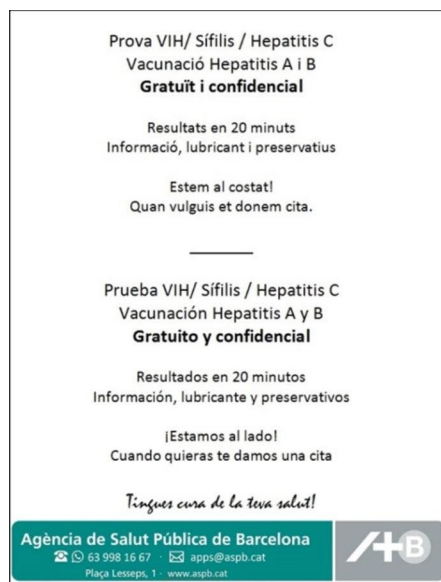 Prova VIH/ Sífilis / Hepatitis C
Vacunació Hepatitis A i B
Gratuït i confidencial
Resultats en 20 minuts
Informació, lubricant i preservatius
Estem al costat!
Quan vulguis et donem cita.
Prueba VIH/ Sífilis / Hepatitis C
Vacunación Hepatitis A y B
Gratuito y confidencial
Resultados en 20 minutos
Información, lubricante y preservativos
¡Estamos al lado!
Cuando quieras te damos una cita
Tingues cura de la teva salut!
Agència de Salut Pública de Barcelona
63 998 16 67 · apps@aspb.cat
Plaça Lesseps, 1 · www.aspb.cat
A+B